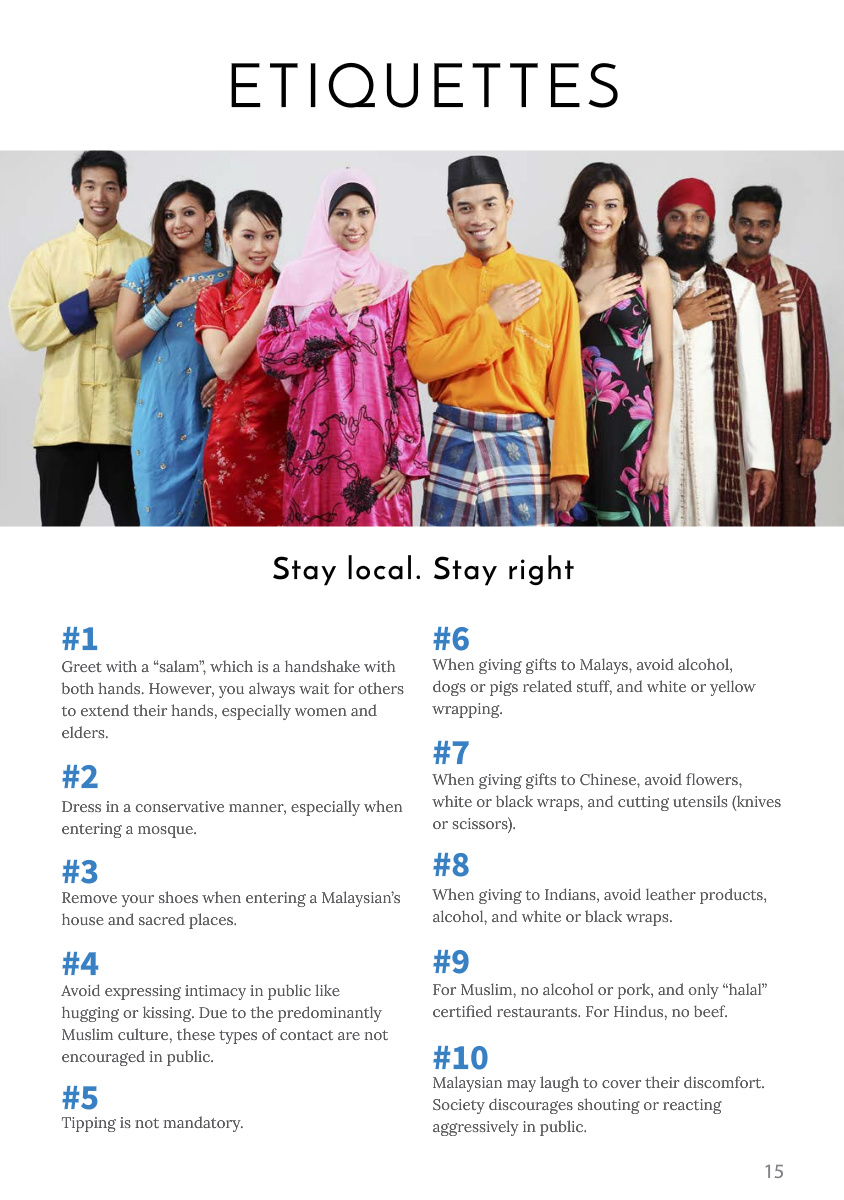 ETIQUETTES
Stay local. Stay right
#1
Greet with a “salam”, which is a handshake with
both hands. However, you always wait for others
to extend their hands, especially women and
elders.
#2
Dress in a conservative manner, especially when
entering a mosque.
#3
Remove your shoes when entering a Malaysian’s
house and sacred places.
#4
Avoid expressing intimacy in public like
hugging or kissing. Due to the predominantly
Muslim culture, these types of contact are not
encouraged in public.
#5
Tipping is not mandatory.
#6
When giving gifts to Malays, avoid alcohol,
dogs or pigs related stuff, and white or yellow
wrapping.
#7
When giving gifts to Chinese, avoid flowers,
white or black wraps, and cutting utensils (knives
or scissors).
#8
When giving to Indians, avoid leather products,
alcohol, and white or black wraps.
#9
For Muslim, no alcohol or pork, and only “halal”
certified restaurants. For Hindus, no beef.
#10
Malaysian may laugh to cover their discomfort.
Society discourages shouting or reacting
aggressively in public.
15